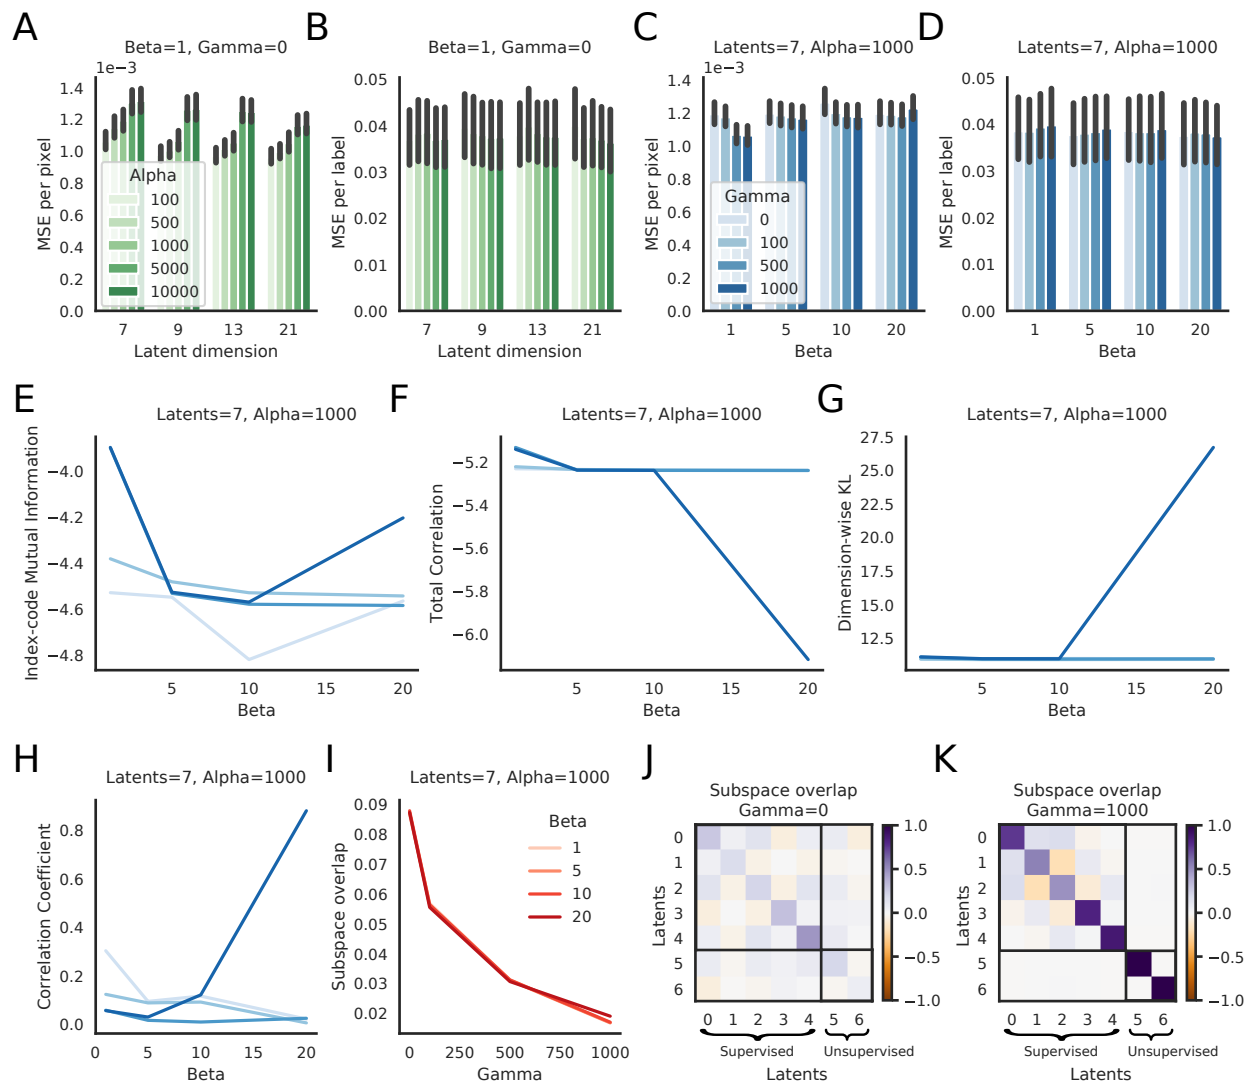 A
Beta=1, Gamma=0
1e−3
MSE per pixel
1.4
1.2
1.0
0.8
0.6
0.4
0.2
0.0
Alpha
100
500
1000
5000
10000
7 9 13 21
Latent dimension
B
Beta=1, Gamma=0
MSE per label
0.05
0.04
0.03
0.02
0.01
0.00
7 9 13 21
Latent dimension
C
Latents=7, Alpha=1000
1e−3
MSE per pixel
1.4
1.2
1.0
0.8
0.6
0.4
0.2
0.0
Gamma
0
100
500
1000
1 5 10 20
Beta
D
Latents=7, Alpha=1000
MSE per label
0.05
0.04
0.03
0.02
0.01
0.00
1 5 10 20
Beta
E
Latents=7, Alpha=1000
Index-code Mutual Information
−4.0
−4.2
−4.4
−4.6
−4.8
5 10 15 20
Beta
F
Latents=7, Alpha=1000
Total Correlation
−5.2
−5.4
−5.6
−5.8
−6.0
5 10 15 20
Beta
G
Latents=7, Alpha=1000
Dimension-wise KL
27.5
25.0
22.5
20.0
17.5
15.0
12.5
5 10 15 20
Beta
H
Latents=7, Alpha=1000
Correlation Coefficient
0.8
0.6
0.4
0.2
0.0
0 5 10 15 20
Beta
I
Latents=7, Alpha=1000
Subspace overlap
0.09
0.08
0.07
0.06
0.05
0.04
0.03
0.02
Beta
1
5
10
20
0 250 500 750 1000
Gamma
J
Subspace overlap
Gamma=0
Latents
0
1
2
3
4
5
6
0 1 2 3 4 5 6
Supervised Unsupervised
Latents
1.0
0.5
0.0
−0.5
−1.0
K
Subspace overlap
Gamma=1000
Latents
0
1
2
3
4
5
6
0 1 2 3 4 5 6
Supervised Unsupervised
Latents
1.0
0.5
0.0
−0.5
−1.0